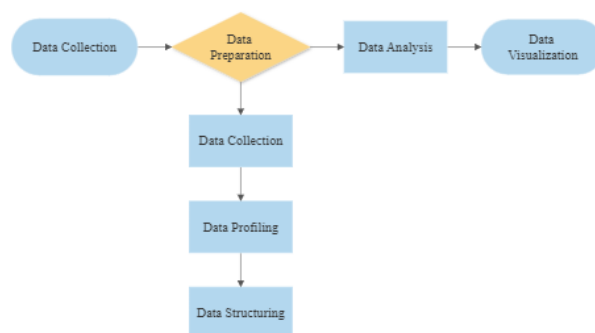 Data Collection
Data
Preparation
Data Analysis
Data
Visualization
Data Collection
Data Profiling
Data Structuring